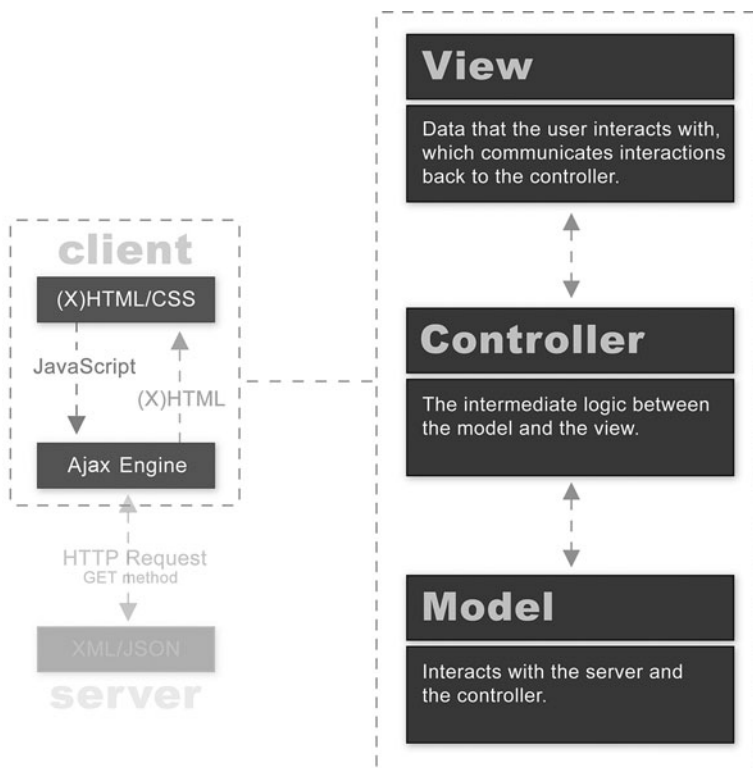 client
(X)HTML/CSS
JavaScript
(X)HTML
Ajax Engine
HTTP Request
GET method
XML/JSON
server
View
Data that the user interacts with,
which communicates interactions
back to the controller.
Controller
The intermediate logic between
the model and the view.
Model
Interacts with the server and
the controller.